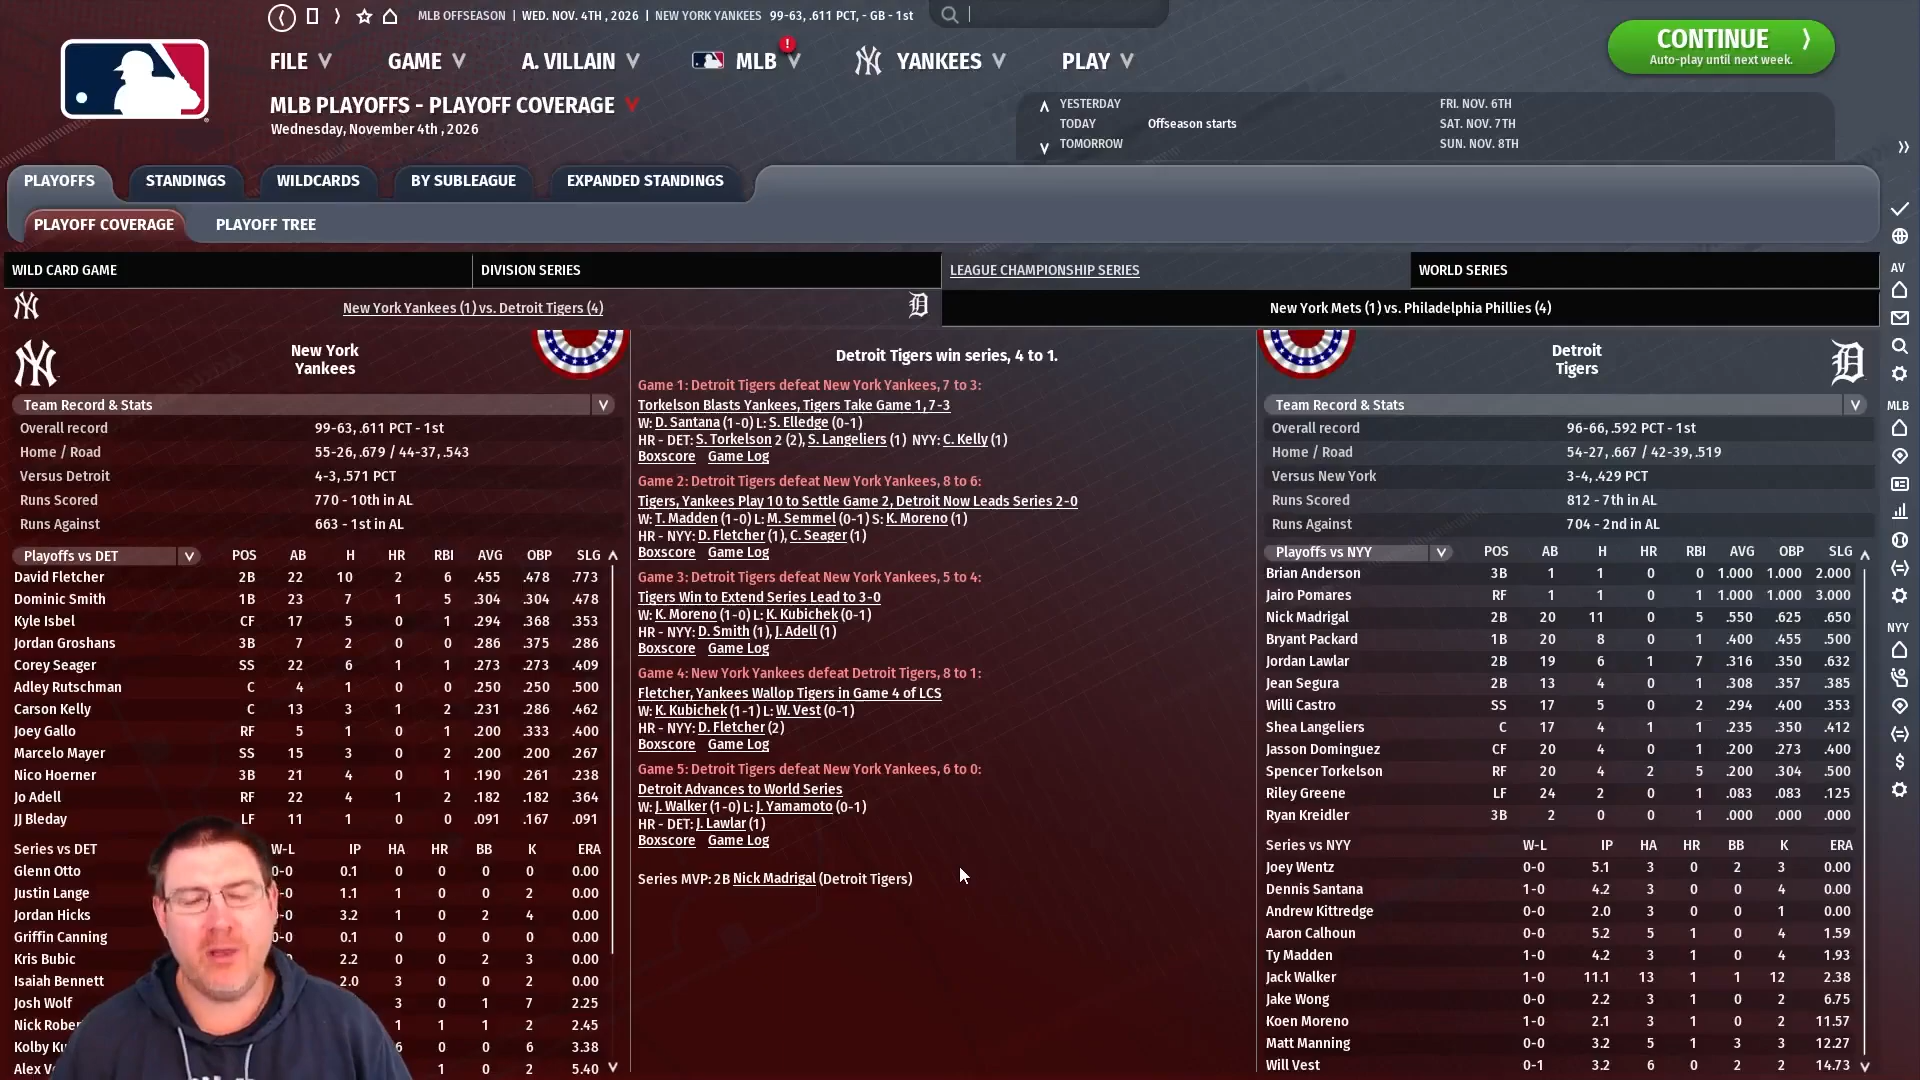 MLB OFFSEASON | WED. NOV. 4TH , 2026 | NEW YORK YANKEES 99-63, .611 PCT, - GB - 1st
FILE GAME A. VILLAIN MLB ! YANKEES PLAY
CONTINUE
Auto-play until next week.
MLB PLAYOFFS - PLAYOFF COVERAGE
Wednesday, November 4th , 2026
YESTERDAY FRI. NOV. 6TH
TODAY Offseason starts SAT. NOV. 7TH
TOMORROW SUN. NOV. 8TH
PLAYOFFS STANDINGS WILDCARDS BY SUBLEAGUE EXPANDED STANDINGS
PLAYOFF COVERAGE PLAYOFF TREE
WILD CARD GAME DIVISION SERIES LEAGUE CHAMPIONSHIP SERIES WORLD SERIES
New York Yankees (1) vs. Detroit Tigers (4) New York Mets (1) vs. Philadelphia Phillies (4)
New York
Yankees
Team Record & Stats
Overall record 99-63, .611 PCT - 1st
Home / Road 55-26, .679 / 44-37, .543
Versus Detroit 4-3, .571 PCT
Runs Scored 770 - 10th in AL
Runs Against 663 - 1st in AL
Playoffs vs DET POS AB H HR RBI AVG OBP SLG
David Fletcher 2B 22 10 2 6 .455 .478 .773
Dominic Smith 1B 23 7 1 5 .304 .304 .478
Kyle Isbel CF 17 5 0 1 .294 .368 .353
Jordan Groshans 3B 7 2 0 0 .286 .375 .286
Corey Seager SS 22 6 1 1 .273 .273 .409
Adley Rutschman C 4 1 0 0 .250 .250 .500
Carson Kelly C 13 3 1 2 .231 .286 .462
Joey Gallo RF 5 1 0 1 .200 .333 .400
Marcelo Mayer SS 15 3 0 2 .200 .200 .267
Nico Hoerner 3B 21 4 0 1 .190 .261 .238
Jo Adell RF 22 4 1 2 .182 .182 .364
JJ Bleday LF 11 1 0 0 .091 .167 .091
Series vs DET W-L IP HA HR BB K ERA
Glenn Otto 0-0 0.1 0 0 0 0 0.00
Justin Lange -0 1.1 1 0 0 2 0.00
Jordan Hicks -0 3.2 1 0 2 4 0.00
Griffin Canning 0-0 0.1 0 0 0 0 0.00
Kris Bubic 2.2 0 0 2 3 0.00
Isaiah Bennett 2.0 3 0 0 2 0.00
Josh Wolf 3 0 1 7 2.25
Nick 1 1 1 2 2.45
Kolby 6 0 0 6 3.38
Alex 1 0 2 5.40
Detroit Tigers win series, 4 to 1.
Game 1: Detroit Tigers defeat New York Yankees, 7 to 3:
Torkelson Blasts Yankees, Tigers Take Game 1, 7-3
W: D. Santana (1-0) L: S. Elledge (0-1)
HR - DET: S. Torkelson 2 (2), S. Langeliers (1) NYY: C. Kelly (1)
Boxscore Game Log
Game 2: Detroit Tigers defeat New York Yankees, 8 to 6:
Tigers, Yankees Play 10 to Settle Game 2, Detroit Now Leads Series 2-0
W: T. Madden (1-0) L: M. Semmel (0-1) S: K. Moreno (1)
HR - NYY: D. Fletcher (1), C. Seager (1)
Boxscore Game Log
Game 3: Detroit Tigers defeat New York Yankees, 5 to 4:
Tigers Win to Extend Series Lead to 3-0
W: K. Moreno (1-0) L: K. Kubichek (0-1)
HR - NYY: D. Smith (1), J. Adell (1)
Boxscore Game Log
Game 4: New York Yankees defeat Detroit Tigers, 8 to 1:
Fletcher, Yankees Wallop Tigers in Game 4 of LCS
W: K. Kubichek (1-1) L: W. Vest (0-1)
HR - NYY: D. Fletcher (2)
Boxscore Game Log
Game 5: Detroit Tigers defeat New York Yankees, 6 to 0:
Detroit Advances to World Series
W: J. Walker (1-0) L: J. Yamamoto (0-1)
HR - DET: J. Lawlar (1)
Boxscore Game Log
Series MVP: 2B Nick Madrigal (Detroit Tigers)
Detroit
Tigers
Team Record & Stats
Overall record 96-66, .592 PCT - 1st
Home / Road 54-27, .667 / 42-39, .519
Versus New York 3-4, .429 PCT
Runs Scored 812 - 7th in AL
Runs Against 704 - 2nd in AL
Playoffs vs NYY POS AB H HR RBI AVG OBP SLG
Brian Anderson 3B 1 1 0 0 1.000 1.000 2.000
Jairo Pomares RF 1 1 0 1 1.000 1.000 3.000
Nick Madrigal 2B 20 11 0 5 .550 .625 .650
Bryant Packard 1B 20 8 0 1 .400 .455 .500
Jordan Lawlar 2B 19 6 1 7 .316 .350 .632
Jean Segura 2B 13 4 0 1 .308 .357 .385
Willi Castro SS 17 5 0 2 .294 .400 .353
Shea Langeliers C 17 4 1 1 .235 .350 .412
Jasson Dominguez CF 20 4 0 1 .200 .273 .400
Spencer Torkelson RF 20 4 2 5 .200 .304 .500
Riley Greene LF 24 2 0 1 .083 .083 .125
Ryan Kreidler 3B 2 0 0 1 .000 .000 .000
Series vs NYY W-L IP HA HR BB K ERA
Joey Wentz 0-0 5.1 3 0 2 3 0.00
Dennis Santana 1-0 4.2 3 0 0 4 0.00
Andrew Kittredge 0-0 2.0 3 0 0 1 0.00
Aaron Calhoun 0-0 5.2 5 1 0 4 1.59
Ty Madden 1-0 4.2 3 1 0 4 1.93
Jack Walker 1-0 11.1 13 1 1 12 2.38
Jake Wong 0-0 2.2 3 1 0 2 6.75
Koen Moreno 1-0 2.1 3 1 0 2 11.57
Matt Manning 0-0 3.2 5 1 3 3 12.27
Will Vest 0-1 3.2 6 0 2 2 14.73
AV
MLB
NYY